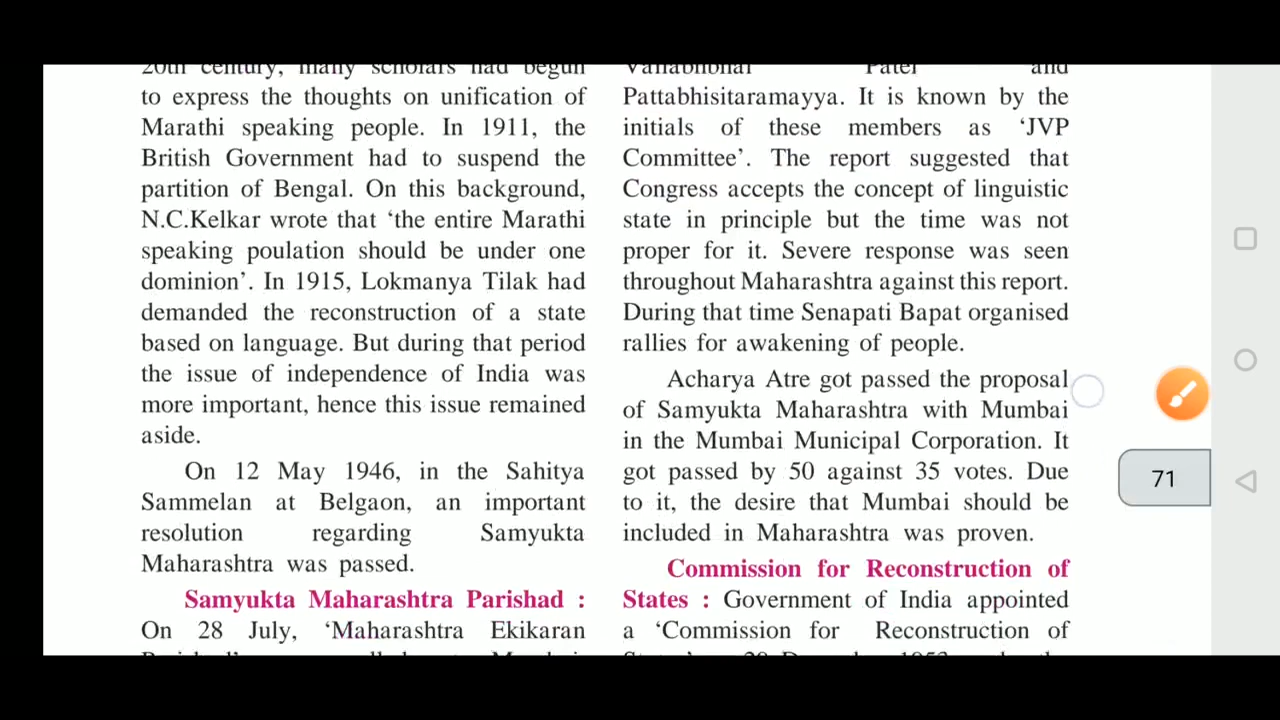 20th century, many scholars had begun
to express the thoughts on unification of
Marathi speaking people. In 1911, the
British Government had to suspend the
partition of Bengal. On this background,
N.C.Kelkar wrote that ‘the entire Marathi
speaking poulation should be under one
dominion’. In 1915, Lokmanya Tilak had
demanded the reconstruction of a state
based on language. But during that period
the issue of independence of India was
more important, hence this issue remained
aside.
On 12 May 1946, in the Sahitya
Sammelan at Belgaon, an important
resolution regarding Samyukta
Maharashtra was passed.
Samyukta Maharashtra Parishad :
On 28 July, ‘Maharashtra Ekikaran
Vallabhbhai Patel and
Pattabhisitaramayya. It is known by the
initials of these members as ‘JVP
Committee’. The report suggested that
Congress accepts the concept of linguistic
state in principle but the time was not
proper for it. Severe response was seen
throughout Maharashtra against this report.
During that time Senapati Bapat organised
rallies for awakening of people.
Acharya Atre got passed the proposal
of Samyukta Maharashtra with Mumbai
in the Mumbai Municipal Corporation. It
got passed by 50 against 35 votes. Due
to it, the desire that Mumbai should be
included in Maharashtra was proven.
Commission for Reconstruction of
States : Government of India appointed
a ‘Commission for Reconstruction of
71